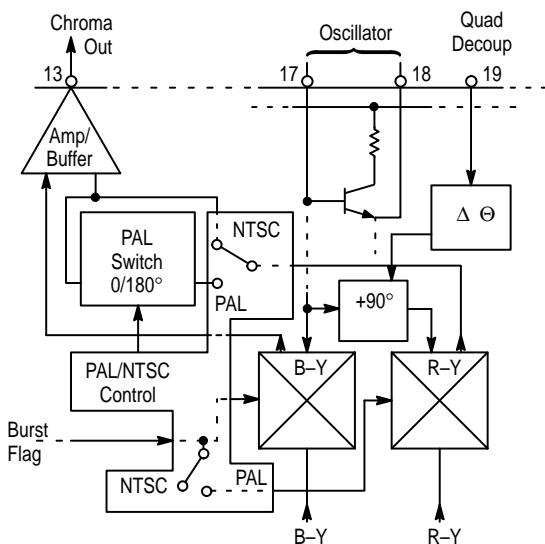 Chroma
Out
Oscillator
Quad
Decoup
13
17
18
19
Amp/
Buffer
PAL
Switch
0/180°
NTSC
PAL
Δ Θ
+90°
PAL/NTSC
Control
B–Y
R–Y
Burst
Flag
NTSC
PAL
B–Y
R–Y